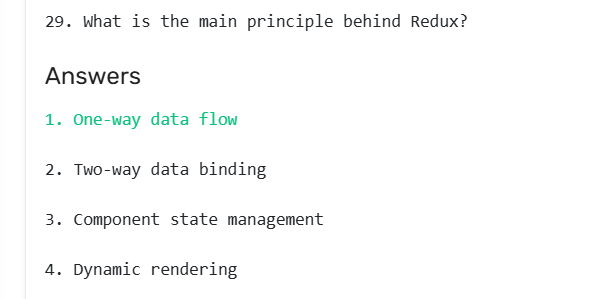 29. What is the main principle behind Redux?
Answers
1. One-way data flow
2. Two-way data binding
3. Component state management
4. Dynamic rendering